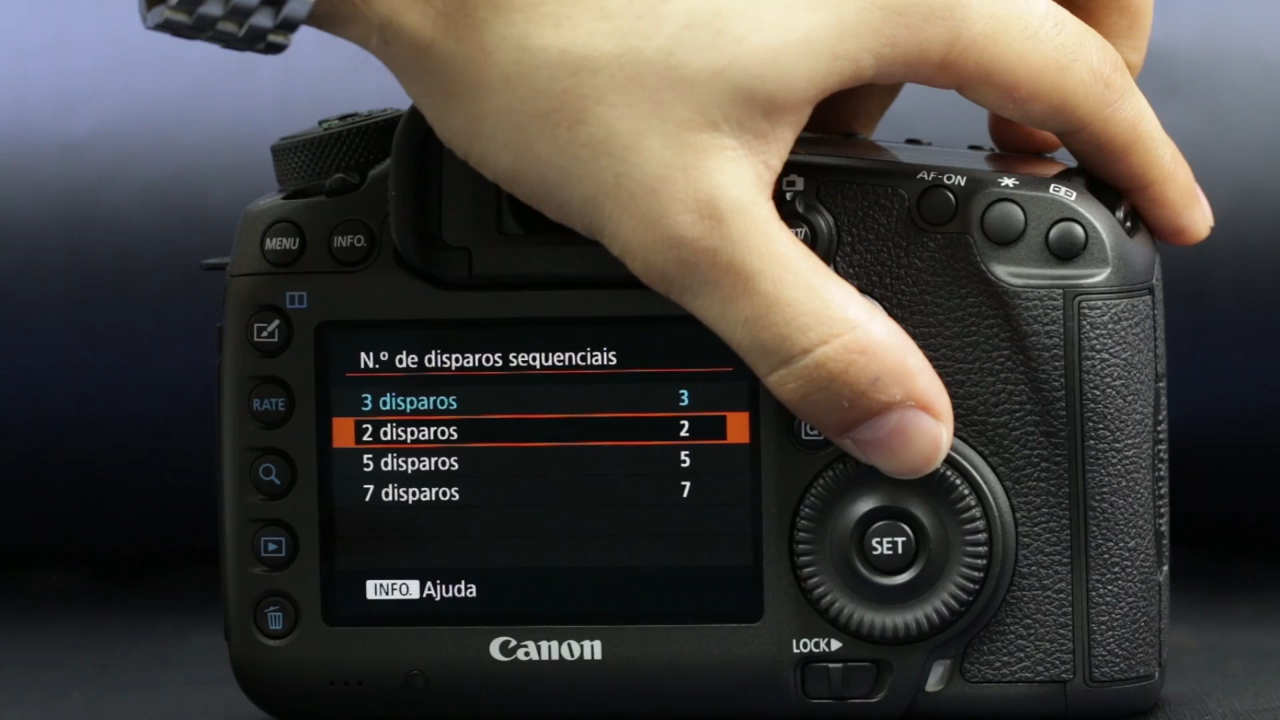 AF-ON
MENU
INFO.
RATE
N.º de disparos sequenciais
3 disparos 3
2 disparos 2
5 disparos 5
7 disparos 7
INFO. Ajuda
SET
LOCK
Canon